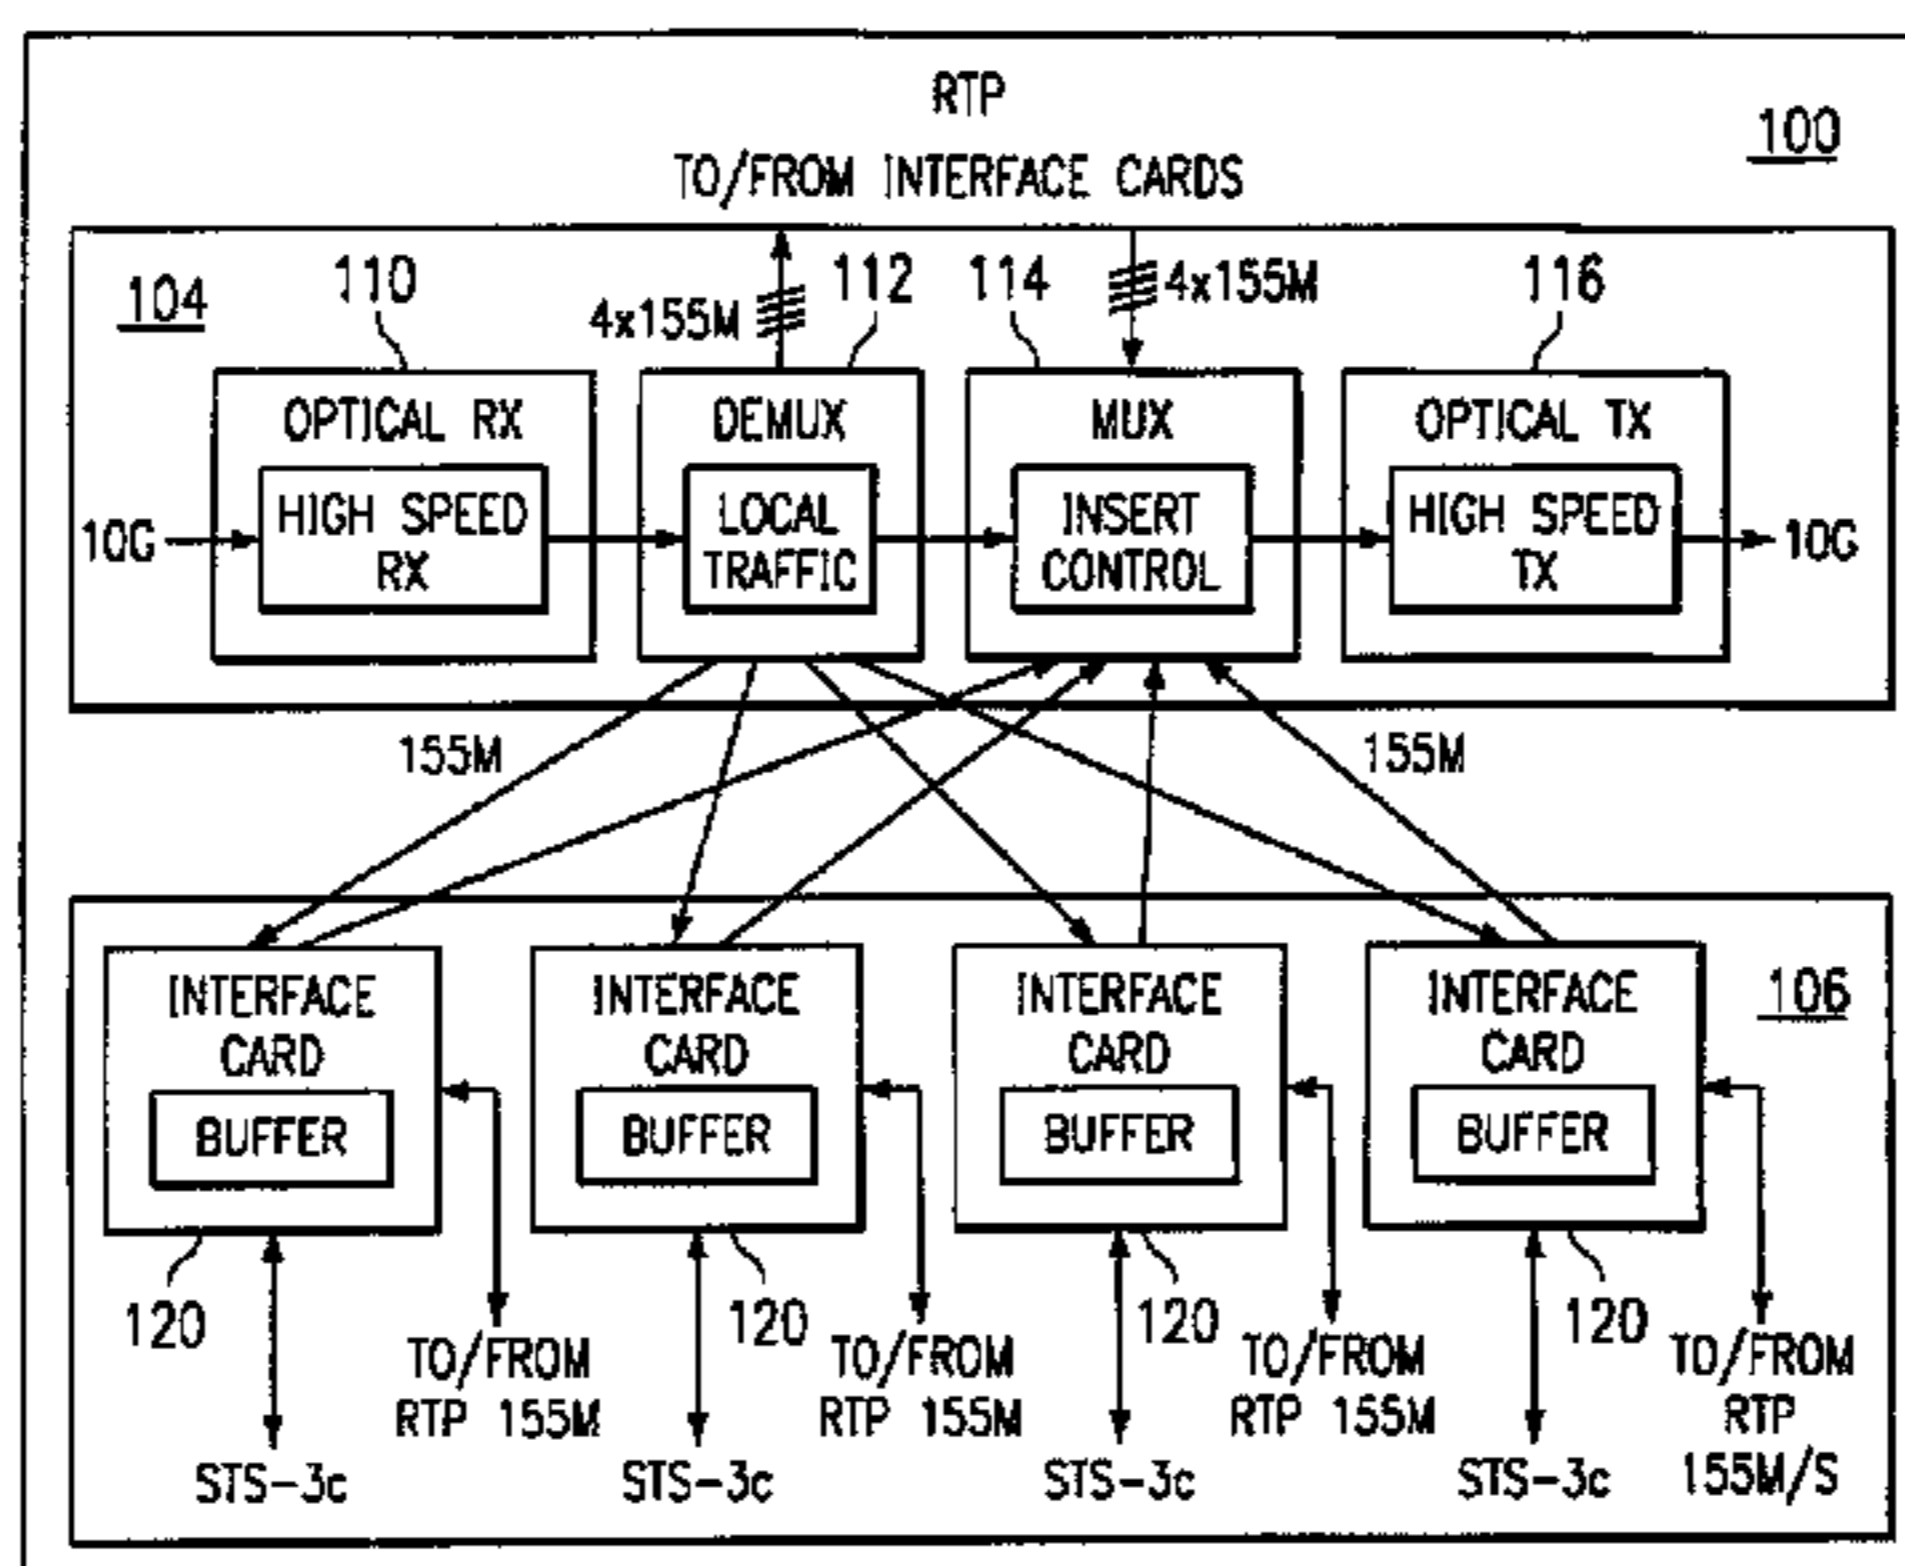 RTP
100
TO/FROM INTERFACE CARDS
104
110
4x155M
112
114
4x155M
116
OPTICAL RX
DEMUX
MUX
OPTICAL TX
10G
HIGH SPEED
RX
LOCAL
TRAFFIC
INSERT
CONTROL
HIGH SPEED
TX
10G
155M
155M
106
INTERFACE
CARD
BUFFER
INTERFACE
CARD
BUFFER
INTERFACE
CARD
BUFFER
INTERFACE
CARD
BUFFER
120
TO/FROM
RTP 155M
120
TO/FROM
RTP 155M
120
TO/FROM
RTP 155M
120
TO/FROM
RTP
155M/S
STS-3c
STS-3c
STS-3c
STS-3c